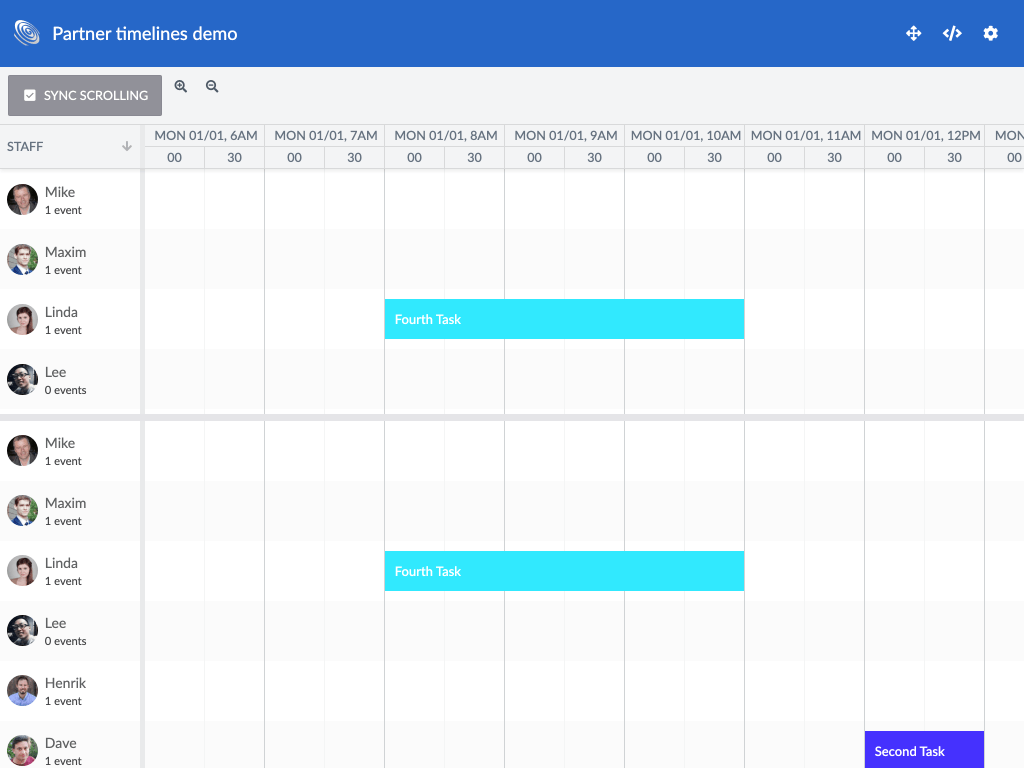 Partner timelines demo
SYNC SCROLLING
STAFF
MON 01/01, 6AM MON 01/01, 7AM MON 01/01, 8AM MON 01/01, 9AM MON 01/01, 10AM MON 01/01, 11AM MON 01/01, 12PM MON
00 30 00 30 00 30 00 30 00 30 00 30 00 30 00
Mike
1 event
Maxim
1 event
Linda
1 event
Fourth Task
Lee
0 events
Mike
1 event
Maxim
1 event
Linda
1 event
Fourth Task
Lee
0 events
Henrik
1 event
Dave
1 event
Second Task